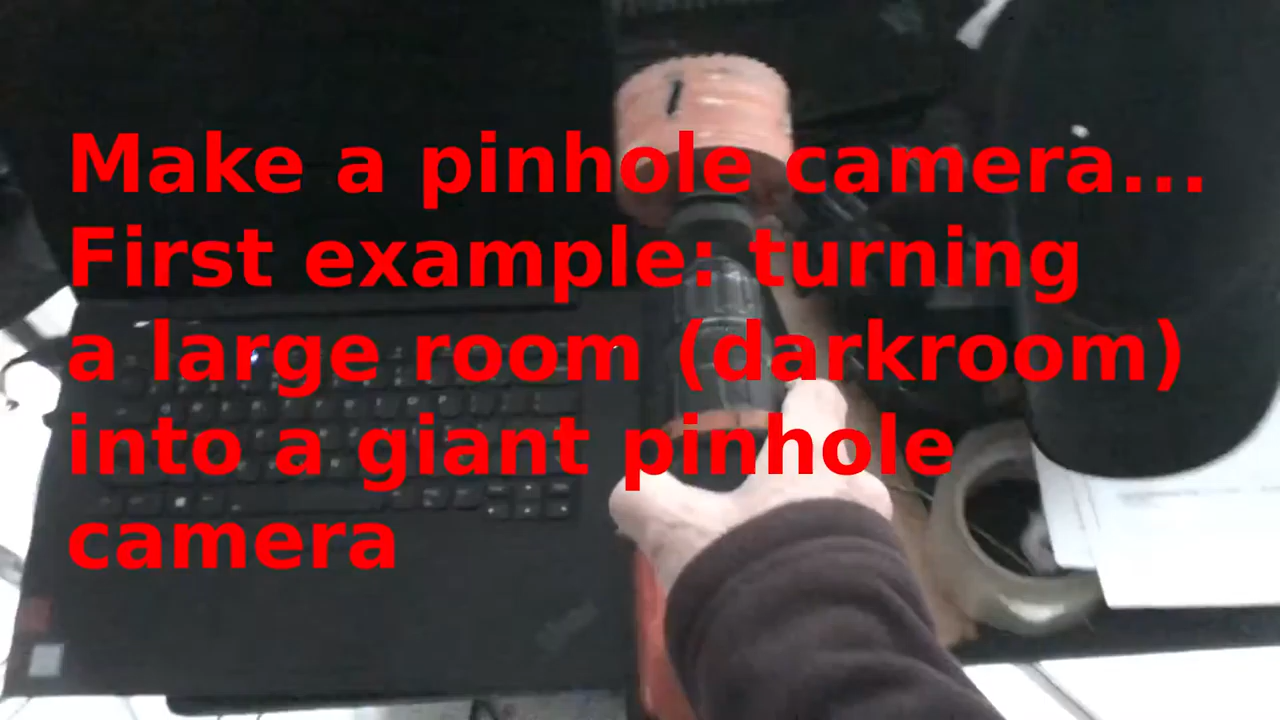 Make a pinhole camera...
First example: turning
a large room (darkroom)
into a giant pinhole
camera